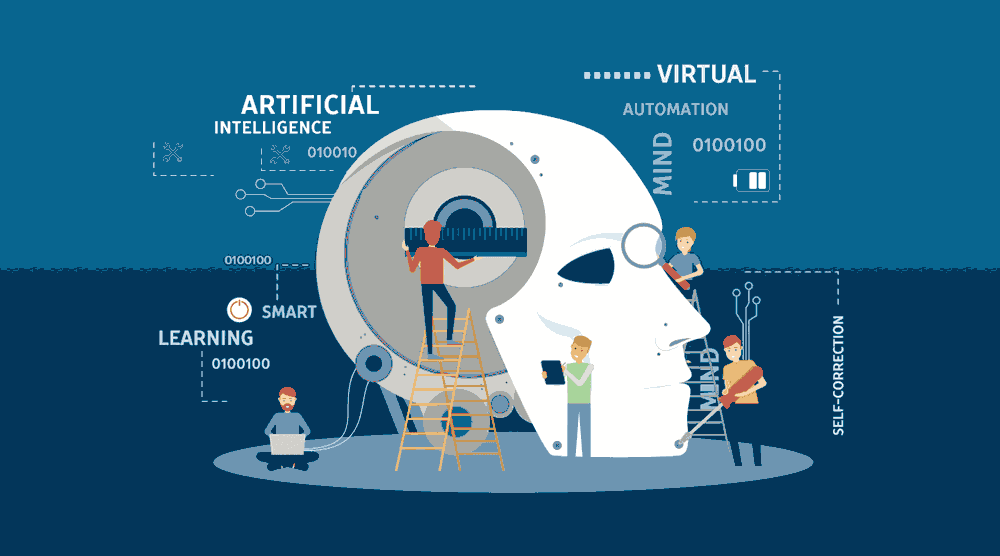 ARTIFICIAL
INTELLIGENCE
010010
VIRTUAL
AUTOMATION
MIND
0100100
0100100
SMART
LEARNING
0100100
MIND
SELF-CORRECTION